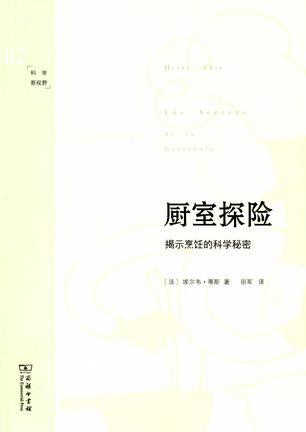 02
科 学
新视野
Hervé This
Les Secrets
de la
Casserole
厨室探险
揭示烹饪的科学秘密
[法] 埃尔韦·蒂斯 著 田军 译
商务印书馆
The Commercial Press